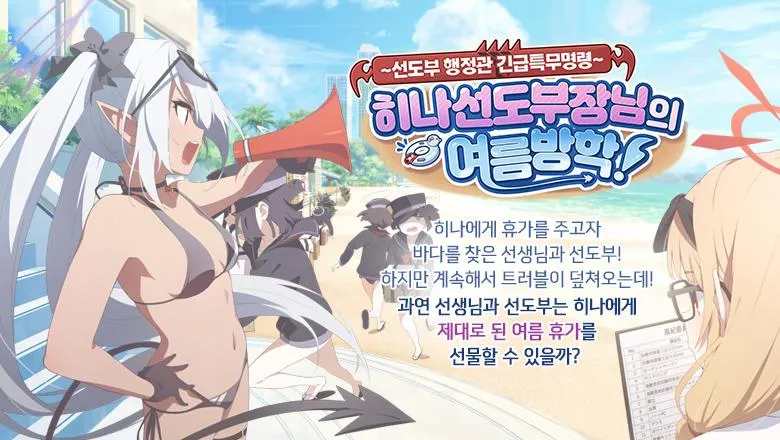 ~선도부 행정관 긴급특무명령~
히나 선도부장님의
여름방학!
히나에게 휴가를 주고자
바다를 찾은 선생님과 선도부!
하지만 계속해서 트러블이 덮쳐오는데!
과연 선생님과 선도부는 히나에게
제대로 된 여름 휴가를
선물할 수 있을까?